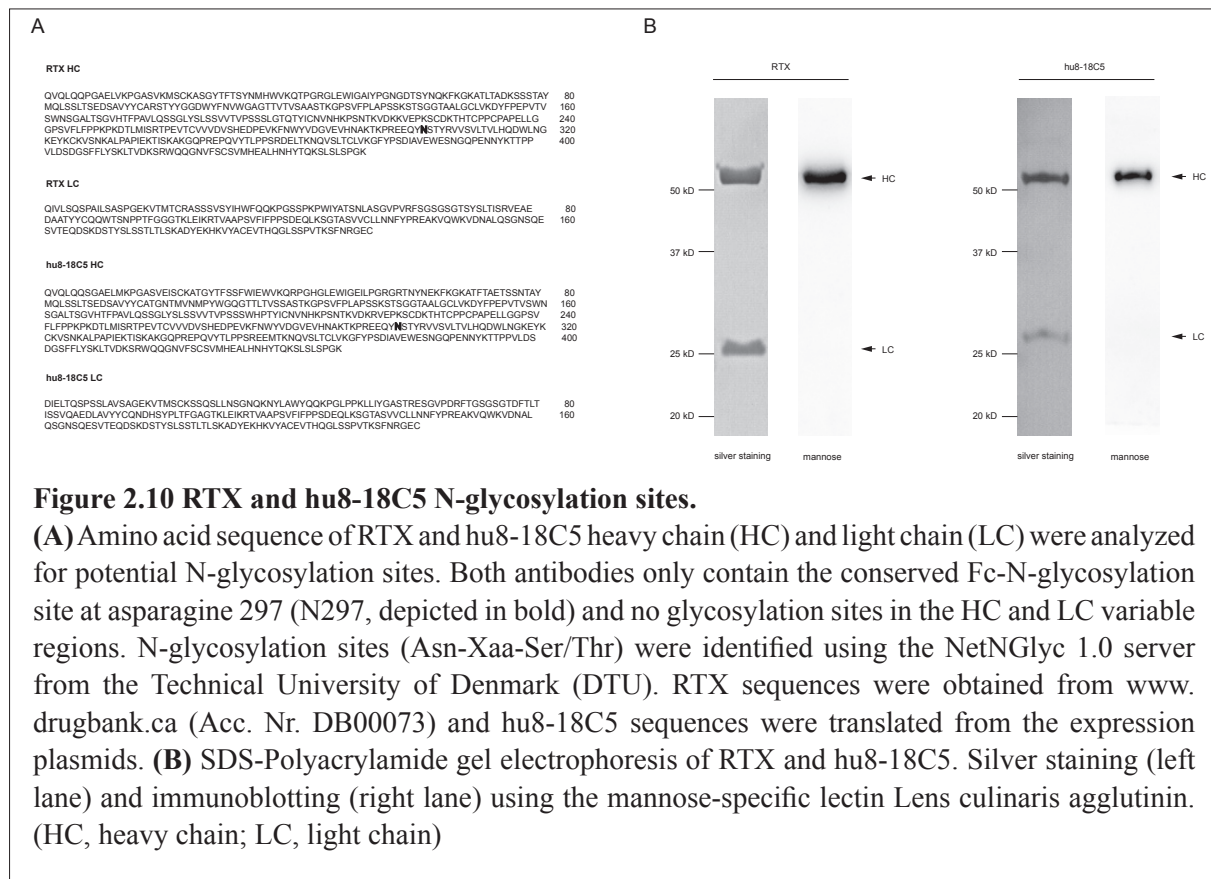 A
RTX HC
QVQLQQPGAELVKPGASVKMSCKASGYTFTSYNMHWVKQTPGRGLEWIGAIYPGNGDTSYNQKFKGKATLTADKSSSTAY 80
MQLSSLTSEDSAVYYCARSTYYGGDWYFNVWGAGTTVTVSAASTKGPSVFPLAPSSKSTSGGTAALGCLVKDYFPEPVTV 160
SWNSGALTSGVHTFPAVLQSSGLYSLSSVVTVPSSSLGTQTYICNVNHKPSNTKVDKKVEPKSCDKTHTCPPCPAPELLG 240
GPSVFLFPPKPKDTLMISRTPEVTCVVVDVSHEDPEVKFNWYVDGVEVHNAKTKPREEQYNSTYRVVSVLTVLHQDWLNG 320
KEYKCKVSNKALPAPIEKTISKAKGQPREPQVYTLPPSRDELTKNQVSLTCLVKGFYPSDIAVEWESNGQPENNYKTTPP 400
VLDSDGSFFLYSKLTVDKSRWQQGNVFSCSVMHEALHNHYTQKSLSLSPGK
RTX LC
QIVLSQSPAILSASPGEKVTMTCRASSSVSYIHWFQQKPGSSPKPWIYATSNLASGVPVRFSGSGSGTSYSLTISRVEAE 80
DAATYYCQQWTSNPPTFGGGTKLEIKRTVAAPSVFIFPPSDEQLKSGTASVVCLLNNFYPREAKVQWKVDNALQSGNSQE 160
SVTEQDSKDSTYSLSSTLTLSKADYEKHKVYACEVTHQGLSSPVTKSFNRGEC
hu8-18C5 HC
QVQLQQSGAELMKPGASVEISCKATGYTFSSFWIEWVKQRPGHGLEWIGEILPGRGRTNYNEKFKGKATFTAETSSNTAY 80
MQLSSLTSEDSAVYYCATGNTMVNMPYWGQGTTLTVSSASTKGPSVFPLAPSSKSTSGGTAALGCLVKDYFPEPVTVSWN 160
SGALTSGVHTFPAVLQSSGLYSLSSVVTVPSSSWHPTYICNVNHKPSNTKVDKRVEPKSCDKTHTCPPCPAPELLGGPSV 240
FLFPPKPKDTLMISRTPEVTCVVVDVSHEDPEVKFNWYVDGVEVHNAKTKPREEQYNSTYRVVSVLTVLHQDWLNGKEYK 320
CKVSNKALPAPIEKTISKAKGQPREPQVYTLPPSREEMTKNQVSLTCLVKGFYPSDIAVEWESNGQPENNYKTTPPVLDS 400
DGSFFLYSKLTVDKSRWQQGNVFSCSVMHEALHNHYTQKSLSLSPGK
hu8-18C5 LC
DIELTQSPSSLAVSAGEKVTMSCKSSQSLLNSGNQKNYLAWYQQKPGLPPKLLIYGASTRESGVPDRFTGSGSGTDFTLT 80
ISSVQAEDLAVYYCQNDHSYPLTFGAGTKLEIKRTVAAPSVFIFPPSDEQLKSGTASVVCLLNNFYPREAKVQWKVDNAL 160
QSGNSQESVTEQDSKDSTYSLSSTLTLSKADYEKHKVYACEVTHQGLSSPVTKSFNRGEC
B
RTX
50 kD
37 kD
25 kD
20 kD
HC
LC
silver staining mannose
hu8-18C5
50 kD
37 kD
25 kD
20 kD
HC
LC
silver staining mannose
Figure 2.10 RTX and hu8-18C5 N-glycosylation sites.
(A) Amino acid sequence of RTX and hu8-18C5 heavy chain (HC) and light chain (LC) were analyzed
for potential N-glycosylation sites. Both antibodies only contain the conserved Fc-N-glycosylation
site at asparagine 297 (N297, depicted in bold) and no glycosylation sites in the HC and LC variable
regions. N-glycosylation sites (Asn-Xaa-Ser/Thr) were identified using the NetNGlyc 1.0 server
from the Technical University of Denmark (DTU). RTX sequences were obtained from www.
drugbank.ca (Acc. Nr. DB00073) and hu8-18C5 sequences were translated from the expression
plasmids. (B) SDS-Polyacrylamide gel electrophoresis of RTX and hu8-18C5. Silver staining (left
lane) and immunoblotting (right lane) using the mannose-specific lectin Lens culinaris agglutinin.
(HC, heavy chain; LC, light chain)